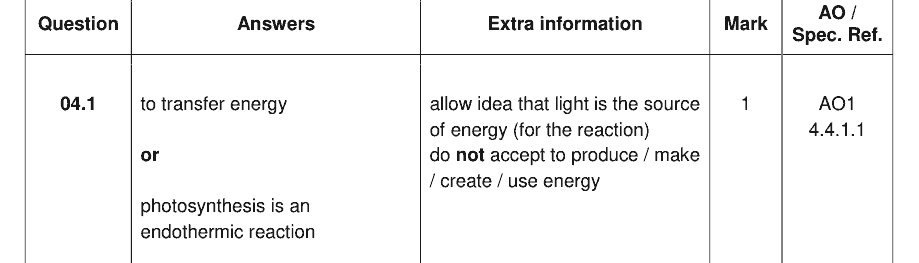 Question Answers Extra information Mark AO /
Spec. Ref.
04.1 to transfer energy allow idea that light is the source 1 AO1
of energy (for the reaction) 4.4.1.1
or do not accept to produce / make
/ create / use energy
photosynthesis is an
endothermic reaction